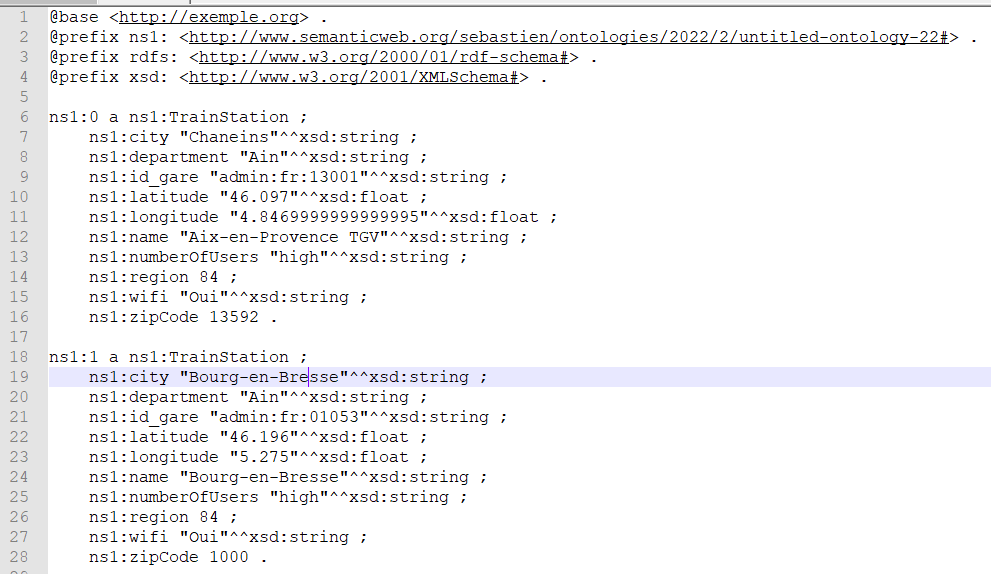 1 @base <http://exemple.org> .
2 @prefix ns1: <http://www.semanticweb.org/sebastien/ontologies/2022/2/untitled-ontology-22#> .
3 @prefix rdfs: <http://www.w3.org/2000/01/rdf-schema#> .
4 @prefix xsd: <http://www.w3.org/2001/XMLSchema#> .
5
6 ns1:0 a ns1:TrainStation ;
7     ns1:city "Chaneins"^^xsd:string ;
8     ns1:department "Ain"^^xsd:string ;
9     ns1:id_gare "admin:fr:13001"^^xsd:string ;
10     ns1:latitude "46.097"^^xsd:float ;
11     ns1:longitude "4.8469999999999995"^^xsd:float ;
12     ns1:name "Aix-en-Provence TGV"^^xsd:string ;
13     ns1:numberOfUsers "high"^^xsd:string ;
14     ns1:region 84 ;
15     ns1:wifi "Oui"^^xsd:string ;
16     ns1:zipCode 13592 .
17
18 ns1:1 a ns1:TrainStation ;
19     ns1:city "Bourg-en-Bresse"^^xsd:string ;
20     ns1:department "Ain"^^xsd:string ;
21     ns1:id_gare "admin:fr:01053"^^xsd:string ;
22     ns1:latitude "46.196"^^xsd:float ;
23     ns1:longitude "5.275"^^xsd:float ;
24     ns1:name "Bourg-en-Bresse"^^xsd:string ;
25     ns1:numberOfUsers "high"^^xsd:string ;
26     ns1:region 84 ;
27     ns1:wifi "Oui"^^xsd:string ;
28     ns1:zipCode 1000 .